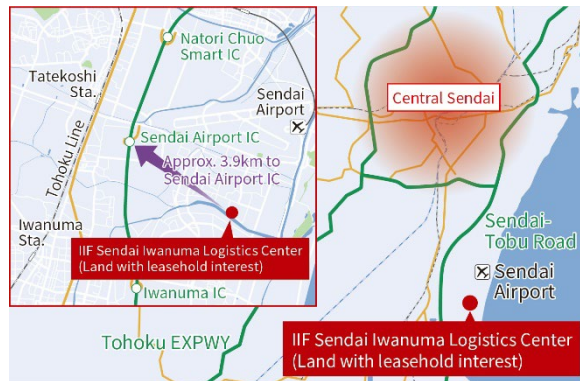 Natori Chuo
Smart IC
Tatekoshi
Sta.
Sendai
Airport
Tohoku Line
Sendai Airport IC
Approx. 3.9km to
Sendai Airport IC
Iwanuma
Sta.
IIF Sendai Iwanuma Logistics Center
(Land with leasehold interest)
Iwanuma IC
Central Sendai
Sendai-
Tobu Road
Sendai
Airport
Tohoku EXPWY
IIF Sendai Iwanuma Logistics Center
(Land with leasehold interest)